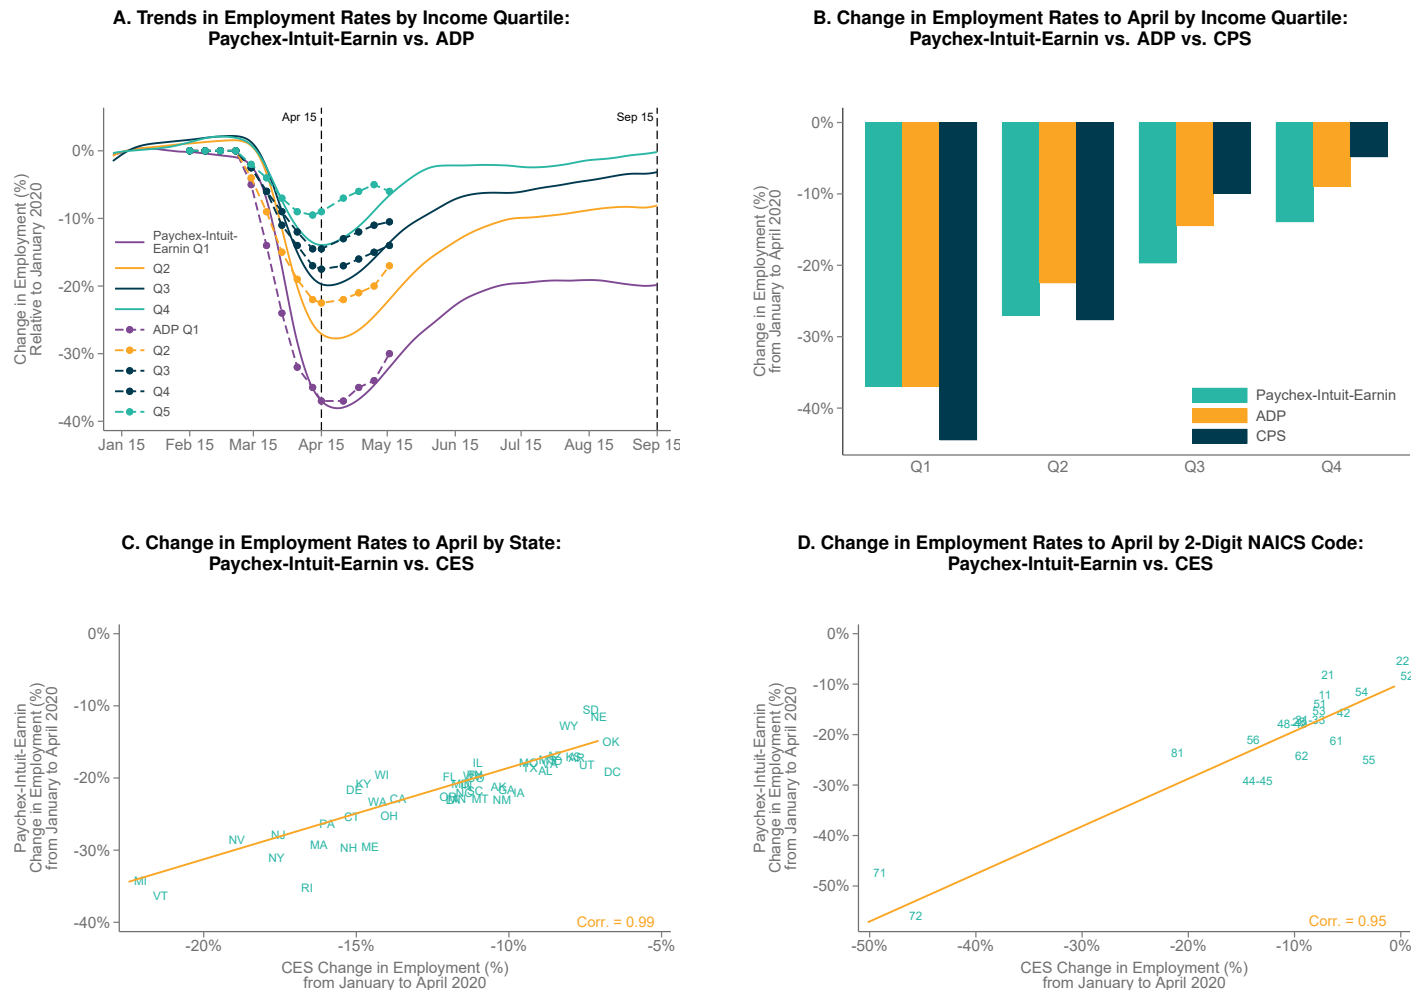 A. Trends in Employment Rates by Income Quartile:
Paychex-Intuit-Earnin vs. ADP
Change in Employment (%)
Relative to January 2020
0%
-10%
-20%
-30%
-40%
Apr 15
Sep 15
Paychex-Intuit-
Earnin Q1
Q2
Q3
Q4
ADP Q1
Q2
Q3
Q4
Q5
Jan 15
Feb 15
Mar 15
Apr 15
May 15
Jun 15
Jul 15
Aug 15
Sep 15
B. Change in Employment Rates to April by Income Quartile:
Paychex-Intuit-Earnin vs. ADP vs. CPS
Change in Employment (%)
from January to April 2020
0%
-10%
-20%
-30%
-40%
Paychex-Intuit-Earnin
ADP
CPS
Q1
Q2
Q3
Q4
C. Change in Employment Rates to April by State:
Paychex-Intuit-Earnin vs. CES
Paychex-Intuit-Earnin
Change in Employment (%)
from January to April 2020
0%
-10%
-20%
-30%
-40%
SD
NE
WY
OK
DC
UT
AL
TX
MO
IL
FL
AK
GA
IA
NM
MT
SC
WI
KY
DE
WA
CA
OH
CT
PA
MA
NH
ME
NJ
NV
NY
RI
MI
VT
Corr. = 0.99
-20%
-15%
-10%
-5%
CES Change in Employment (%)
from January to April 2020
D. Change in Employment Rates to April by 2-Digit NAICS Code:
Paychex-Intuit-Earnin vs. CES
Paychex-Intuit-Earnin
Change in Employment (%)
from January to April 2020
0%
-10%
-20%
-30%
-40%
-50%
22
52
21
54
11
51
53
42
56
61
62
25
81
44-45
71
72
Corr. = 0.95
-50%
-40%
-30%
-20%
-10%
0%
CES Change in Employment (%)
from January to April 2020